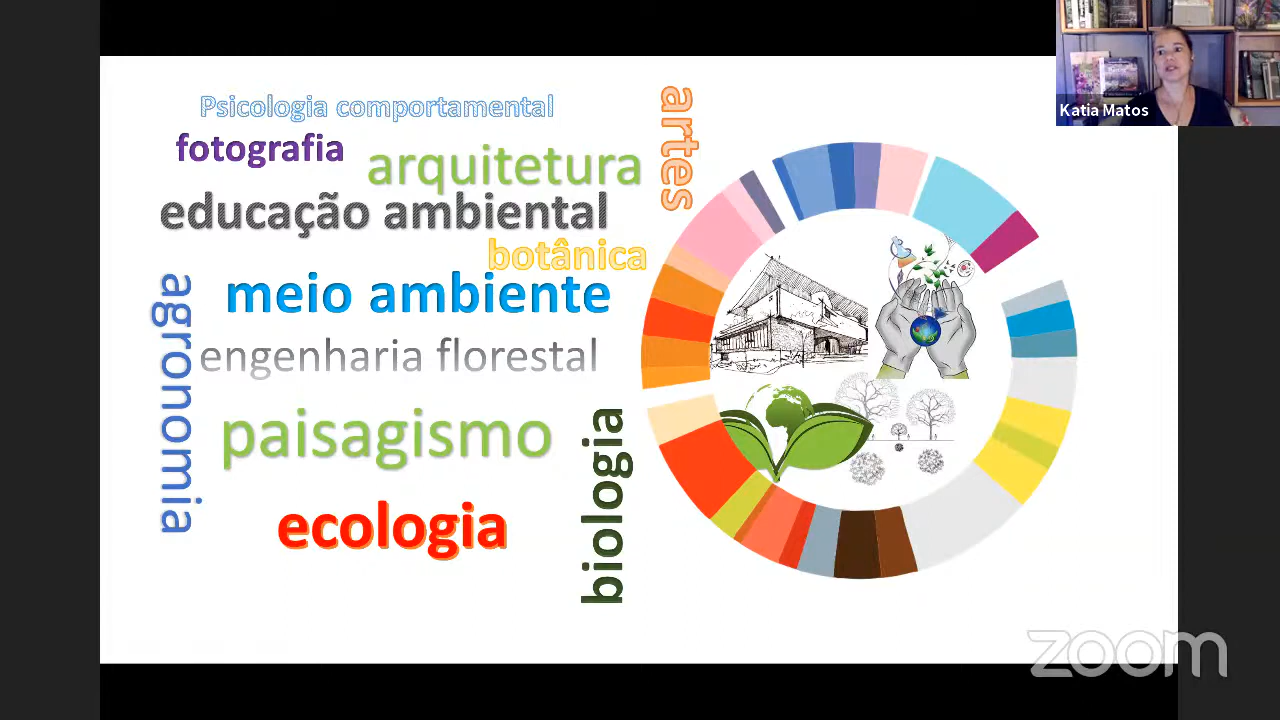 Psicologia comportamental
fotografia
arquitetura
artes
educação ambiental
botânica
meio ambiente
agronomia
engenharia florestal
paisagismo
biologia
ecologia
Katia Matos
zoom